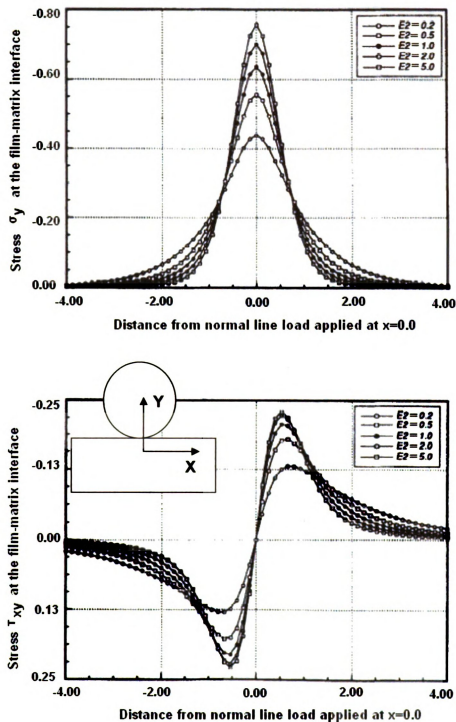 -0.80
-0.60
-0.40
-0.20
0.00
Stress σy at the film-matrix interface
E2=0.2
E2=0.5
E2=1.0
E2=2.0
E2=5.0
-4.00 -2.00 0.00 2.00 4.00
Distance from normal line load applied at x=0.0
Y
X
-0.25
-0.13
0.00
0.13
0.25
Stress Txy at the film-matrix interface
E2=0.2
E2=0.5
E2=1.0
E2=2.0
E2=5.0
-4.00 -2.00 0.00 2.00 4.00
Distance from normal line load applied at x=0.0